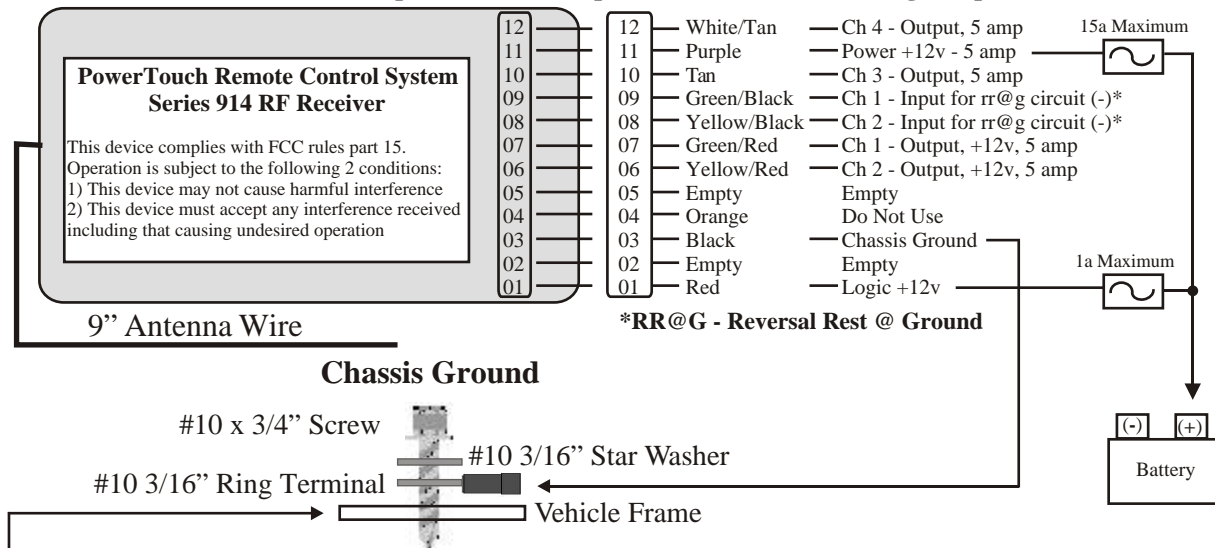 PowerTouch Remote Control System
Series 914 RF Receiver
This device complies with FCC rules part 15.
Operation is subject to the following 2 conditions:
1) This device may not cause harmful interference
2) This device must accept any interference received
including that causing undesired operation
12 12 White/Tan Ch 4 - Output, 5 amp
11 11 Purple Power +12v - 5 amp
10 10 Tan Ch 3 - Output, 5 amp
09 09 Green/Black Ch 1 - Input for rr@g circuit (-)*
08 08 Yellow/Black Ch 2 - Input for rr@g circuit (-)*
07 07 Green/Red Ch 1 - Output, +12v, 5 amp
06 06 Yellow/Red Ch 2 - Output, +12v, 5 amp
05 05 Empty Empty
04 04 Orange Do Not Use
03 03 Black Chassis Ground
02 02 Empty Empty
01 01 Red Logic +12v
15a Maximum
1a Maximum
*RR@G - Reversal Rest @ Ground
9” Antenna Wire
Chassis Ground
#10 x 3/4” Screw
#10 3/16” Star Washer
#10 3/16” Ring Terminal
Vehicle Frame
(-) (+)
Battery